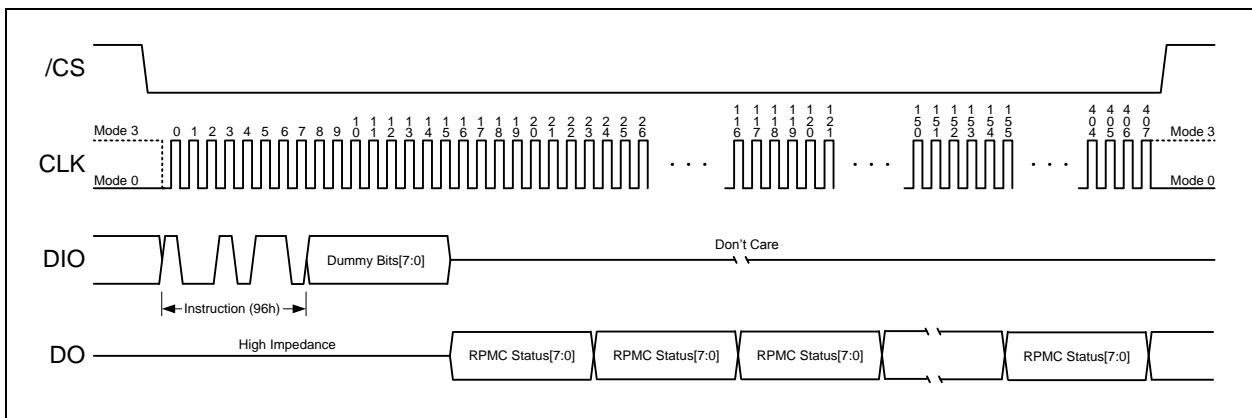 /CS
Mode 3
0 1 2 3 4 5 6 7 8 9 10 11 12 13 14 15 16 17 18 19 20 21 22 23 24 25 26
116 117 118 119 120 121
150 151 152 153 154 155
404 405 406 407
Mode 3
CLK
. . .
. . .
. . .
Mode 0
Mode 0
DIO
Dummy Bits[7:0]
Don't Care
Instruction (96h)
DO
High Impedance
RPMC Status[7:0]
RPMC Status[7:0]
RPMC Status[7:0]
RPMC Status[7:0]